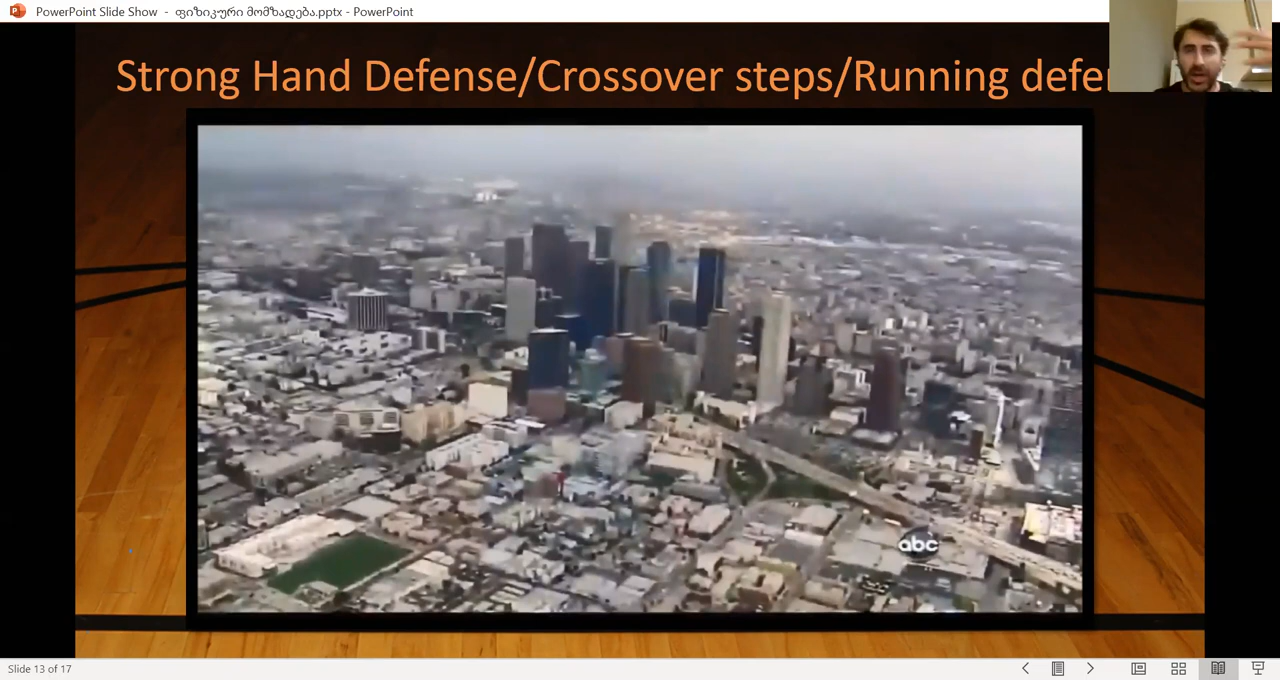 PowerPoint Slide Show - ფიზიკური მომზადება.pptx - PowerPoint
Strong Hand Defense/Crossover steps/Running defe
abc
Slide 13 of 17